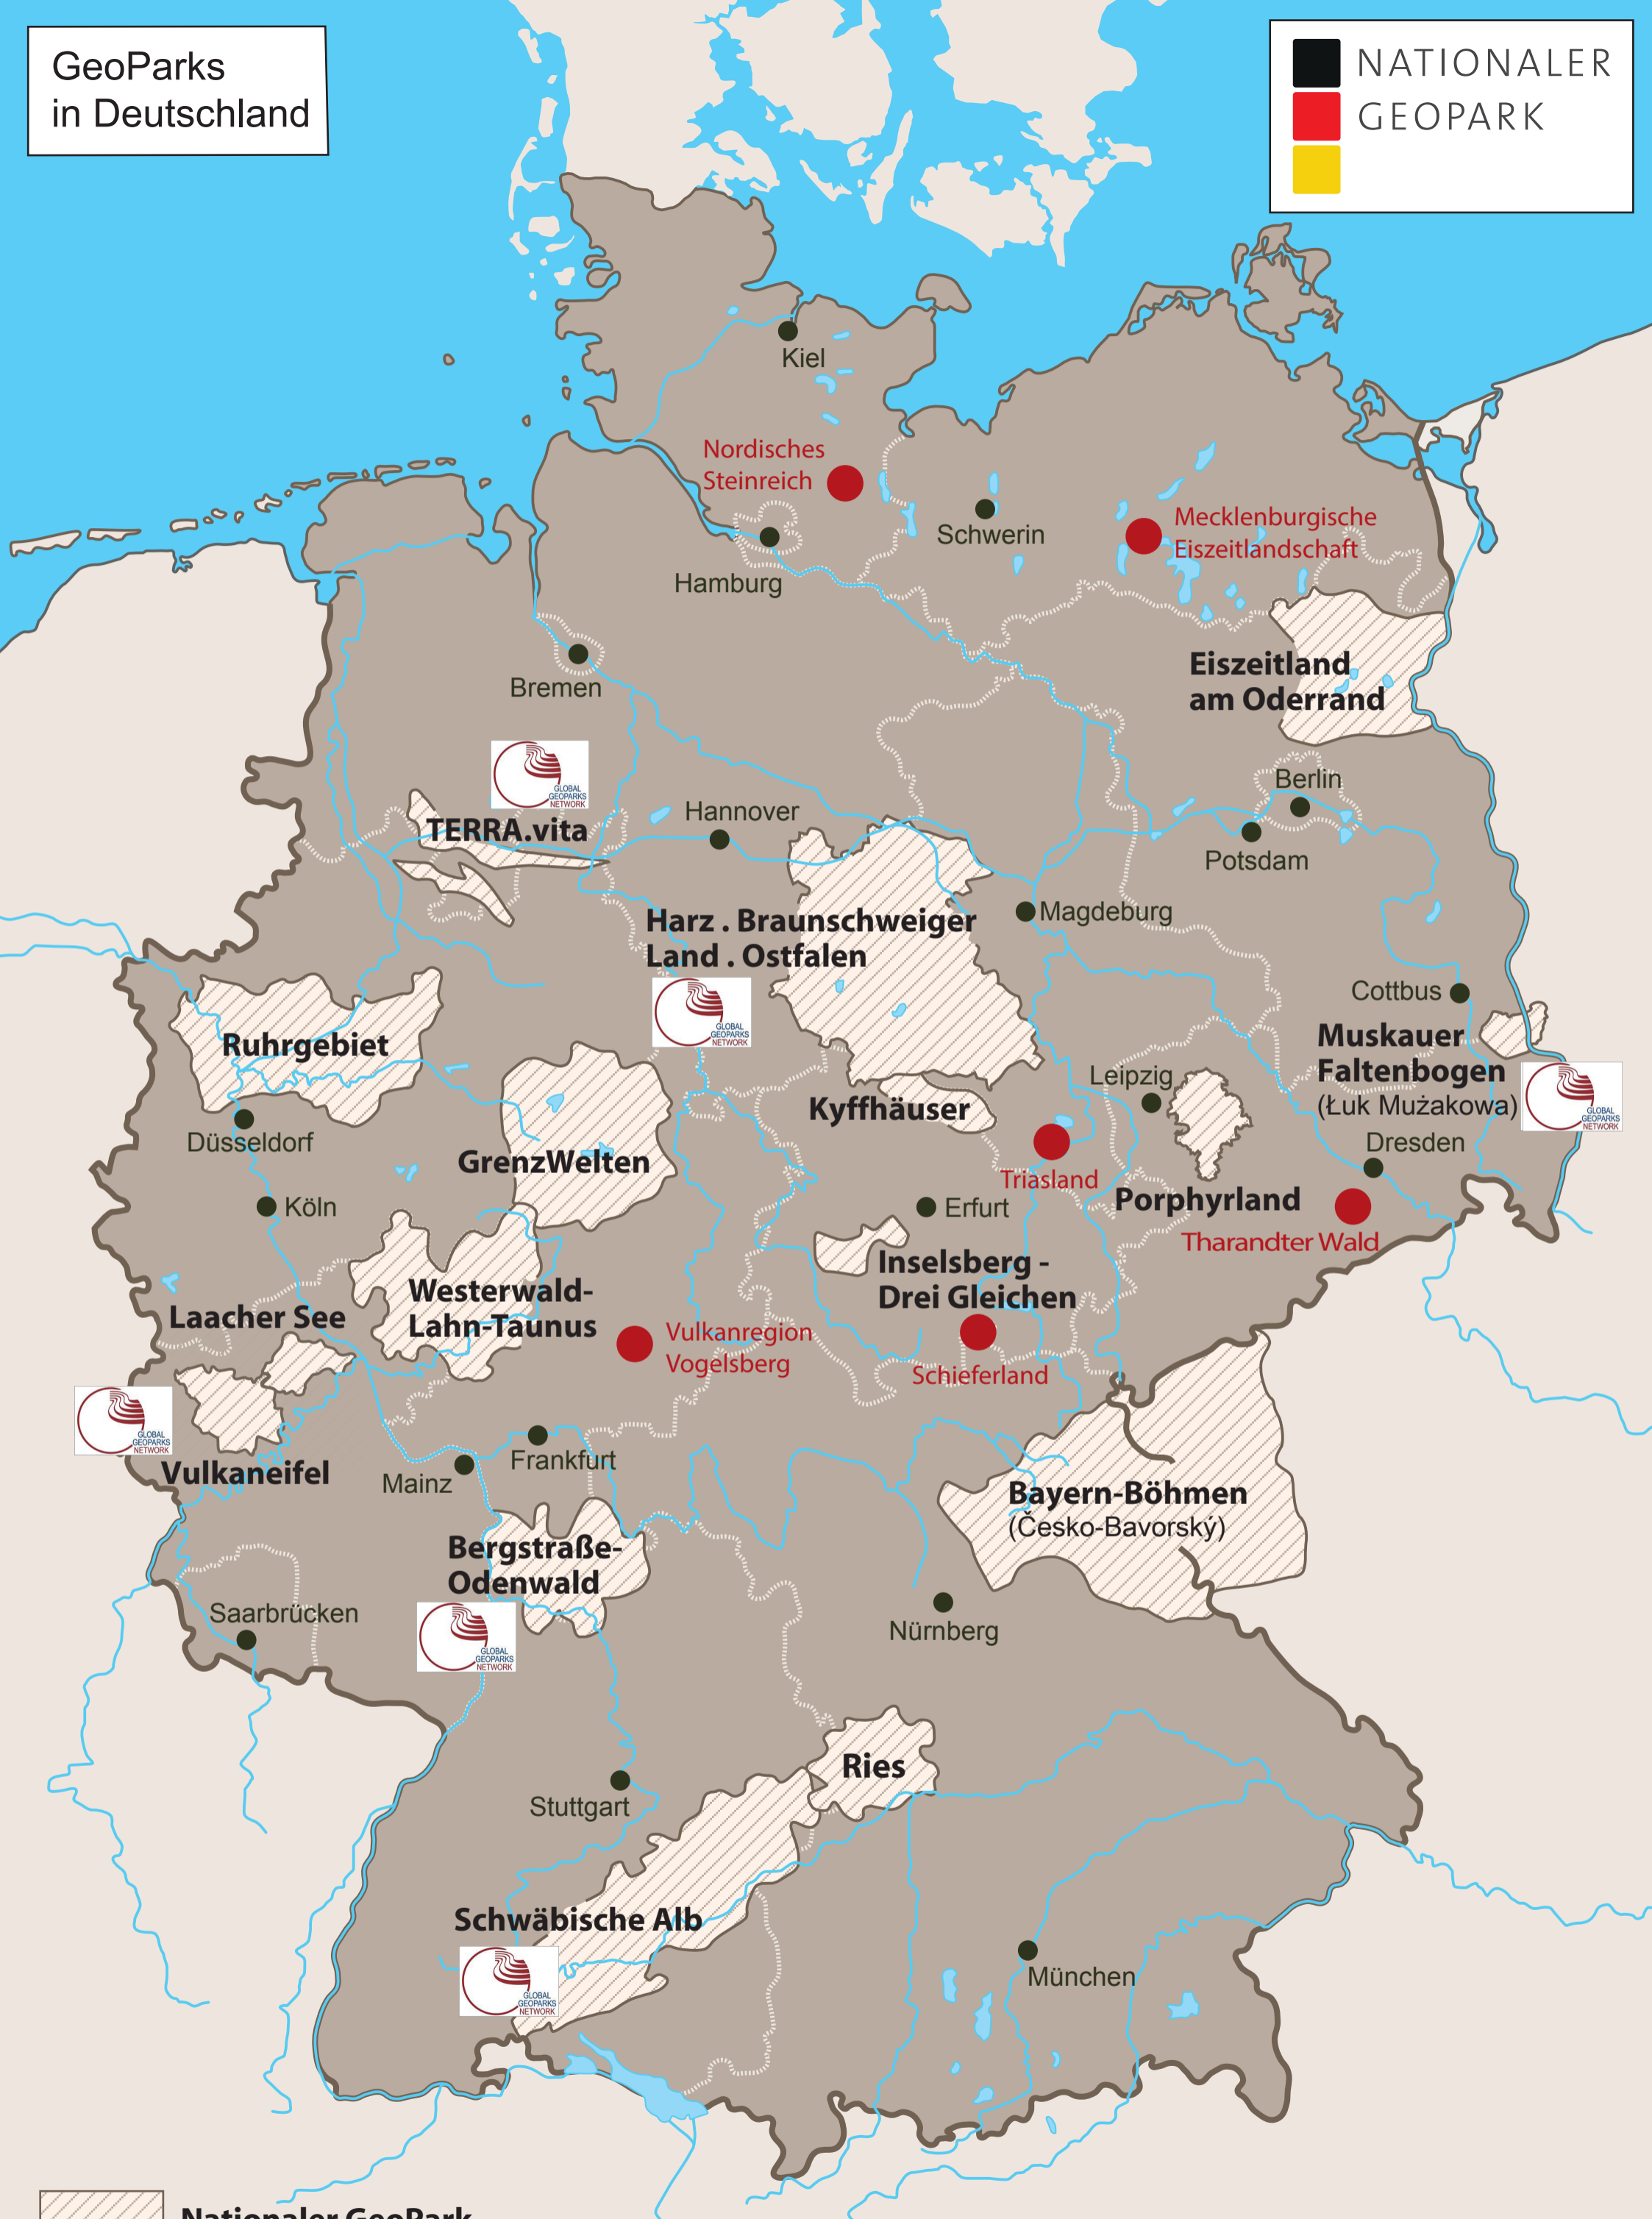 GeoParks
in Deutschland
NATIONALER
GEOPARK
Kiel
Nordisches
Steinreich
Schwerin
Mecklenburgische
Eiszeitlandschaft
Hamburg
Eiszeitland
am Oderrand
Bremen
GLOBAL
GEOPARKS
NETWORK
TERRA.vita
Hannover
Berlin
Potsdam
Harz . Braunschweiger
Land . Ostfalen
Magdeburg
GLOBAL
GEOPARKS
NETWORK
Cottbus
Muskauer
Faltenbogen
(Łuk Mużakowa)
GLOBAL
GEOPARKS
NETWORK
Ruhrgebiet
Leipzig
Kyffhäuser
Düsseldorf
Dresden
GrenzWelten
Triasland
Porphyrland
Köln
Erfurt
Tharandter Wald
Inselsberg -
Drei Gleichen
Westerwald-
Lahn-Taunus
Laacher See
Vulkanregion
Vogelsberg
Schieferland
GLOBAL
GEOPARKS
NETWORK
Vulkaneifel
Frankfurt
Mainz
Bayern-Böhmen
(Česko-Bavorský)
Bergstraße-
Odenwald
Saarbrücken
GLOBAL
GEOPARKS
NETWORK
Nürnberg
Ries
Stuttgart
Schwäbische Alb
GLOBAL
GEOPARKS
NETWORK
München
Nationaler GeoPark